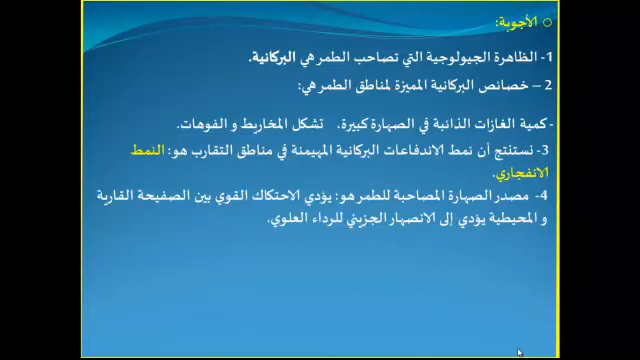 ○ الأجوبة:
1- الظاهرة الجيولوجية التي تصاحب الطمر هي البركانية.
2 – خصائص البركانية المميزة لمناطق الطمر هي:
- كمية الغازات الذائبة في الصهارة كبيرة. تشكل المخاريط و الفوهات.
3- نستنتج أن نمط الاندفاعات البركانية المهيمنة في مناطق التقارب هو: النمط
الانفجاري.
4- مصدر الصهارة المصاحبة للطمر هو: يؤدي الاحتكاك القوي بين الصفيحة القارية
و المحيطية يؤدي إلى الانصهار الجزيئي للرداء العلوي.